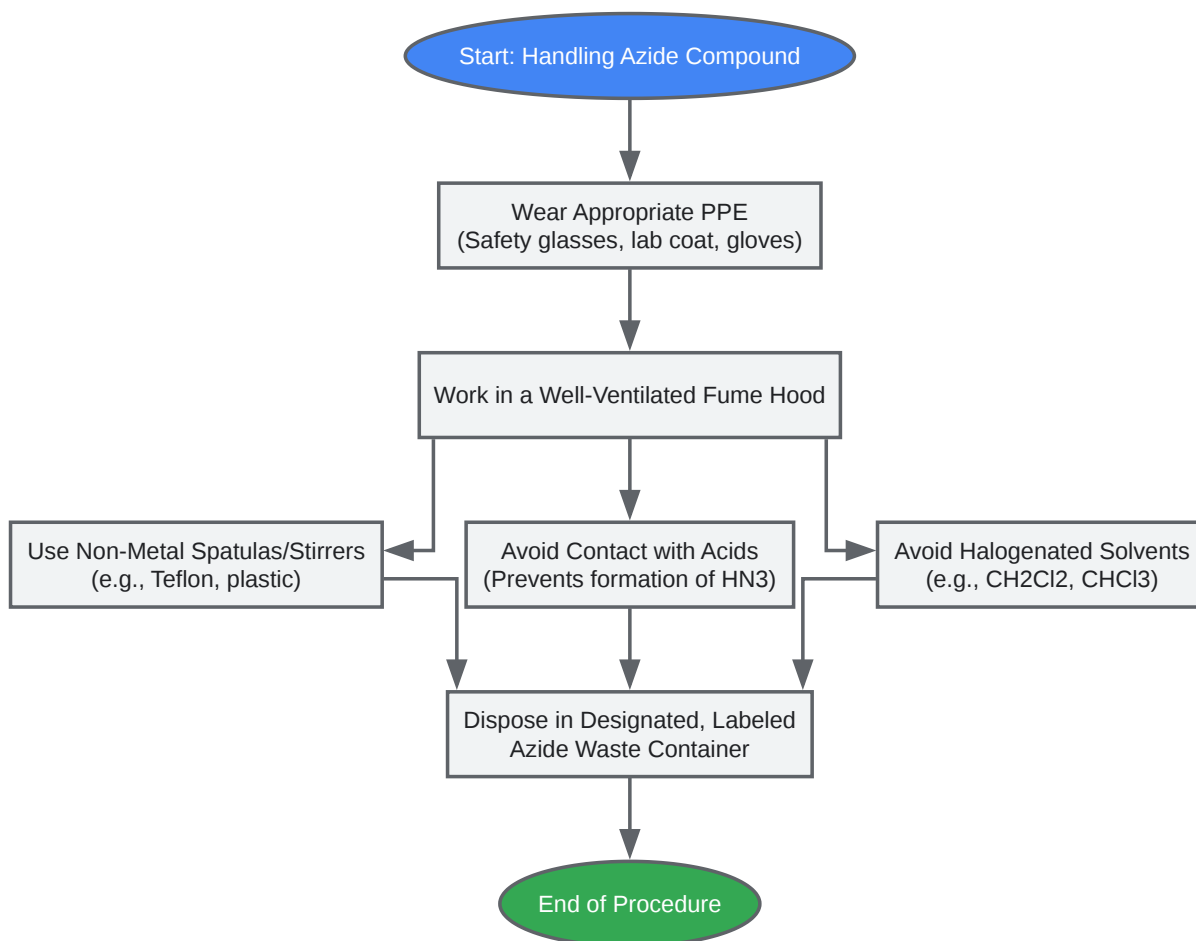 Start: Handling Azide Compound
Wear Appropriate PPE
(Safety glasses, lab coat, gloves)
Work in a Well-Ventilated Fume Hood
Use Non-Metal Spatulas/Stirrers
(e.g., Teflon, plastic)
Avoid Contact with Acids
(Prevents formation of HN3)
Avoid Halogenated Solvents
(e.g., CH2Cl2, CHCl3)
Dispose in Designated, Labeled
Azide Waste Container
End of Procedure